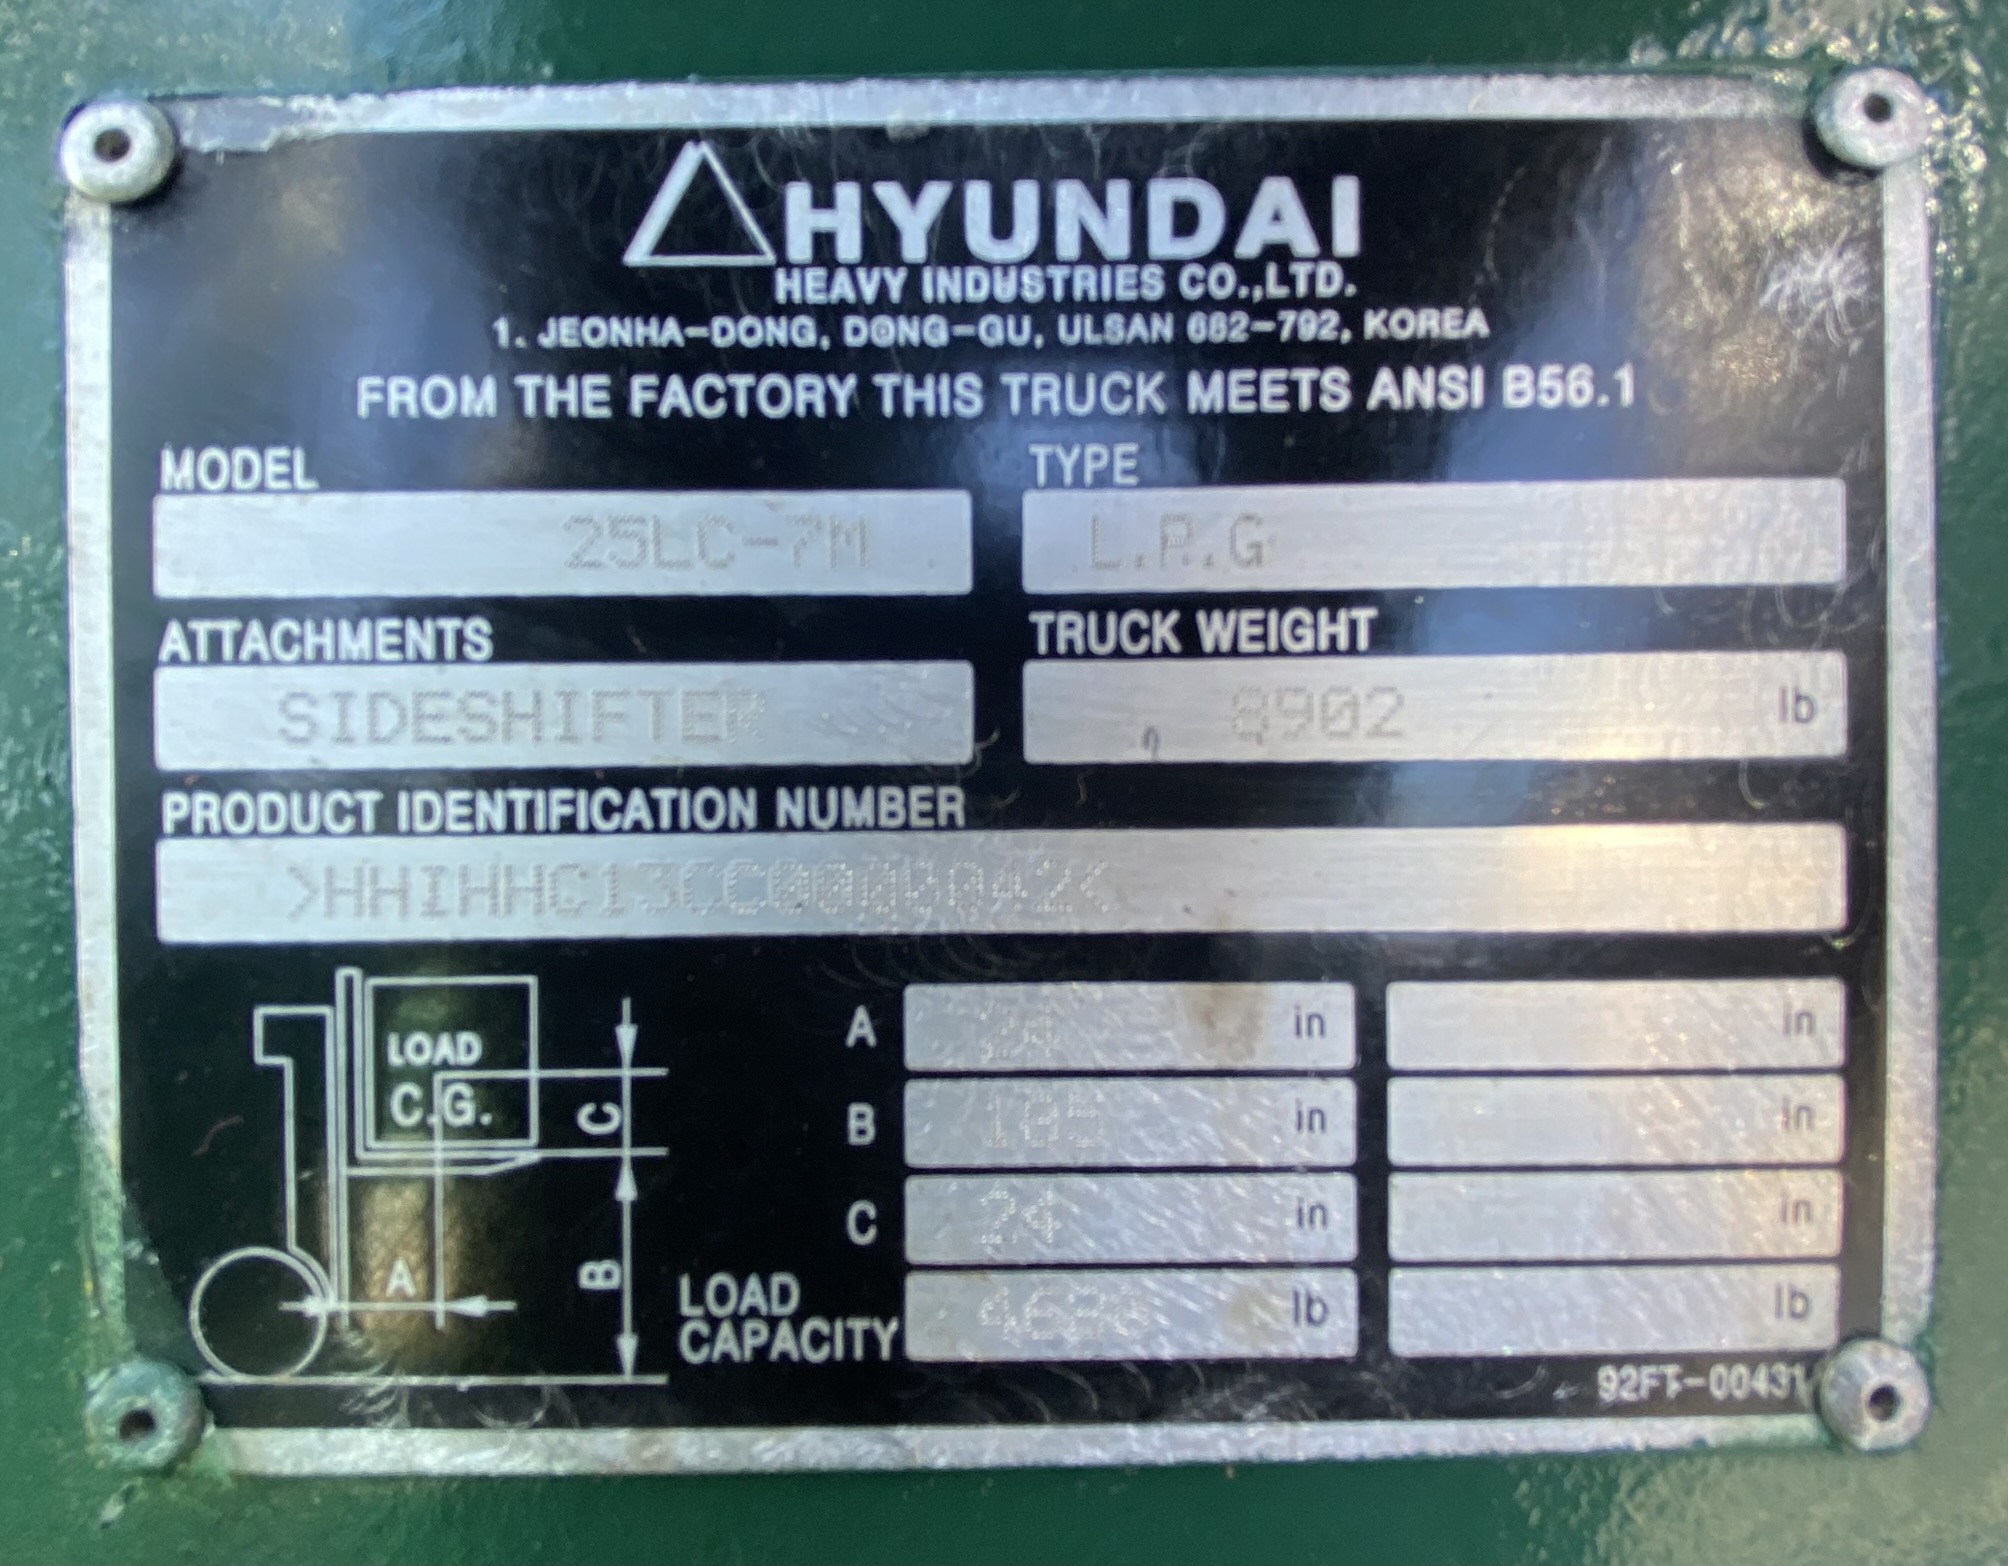 HYUNDAI
HEAVY INDUSTRIES CO.,LTD.
1. JEONHA-DONG, DONG-GU, ULSAN 682-792, KOREA
FROM THE FACTORY THIS TRUCK MEETS ANSI B56.1
MODEL TYPE
25LC-7M L.P.G
ATTACHMENTS TRUCK WEIGHT
SIDESHIFTER 8902 lb
PRODUCT IDENTIFICATION NUMBER
LOAD
C.G.
C
B
A
A 24 in in
B in in
C 24 in in
LOAD
CAPACITY lb lb
92FT-00431